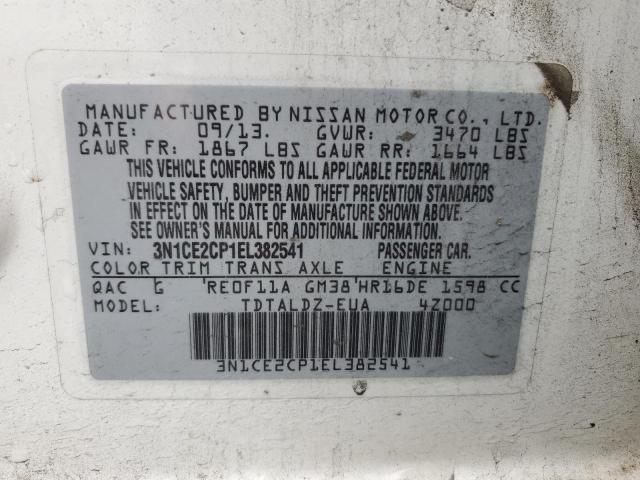 MANUFACTURED BY NISSAN MOTOR CO., LTD.
DATE: 09/13. GVWR: 3470 LBS
GAWR FR: 1867 LBS GAWR RR: 1664 LBS
THIS VEHICLE CONFORMS TO ALL APPLICABLE FEDERAL MOTOR
VEHICLE SAFETY, BUMPER AND THEFT PREVENTION STANDARDS
IN EFFECT ON THE DATE OF MANUFACTURE SHOWN ABOVE.
SEE OWNER'S MANUAL FOR ADDITIONAL INFORMATION.
VIN: 3N1CE2CP1EL382541 PASSENGER CAR.
COLOR TRIM TRANS AXLE ENGINE
QAC G 'RE0F11A GM38'HR16DE 1598 CC
MODEL: TDTALDZ-EUA 4Z000
3N1CE2CP1EL382541